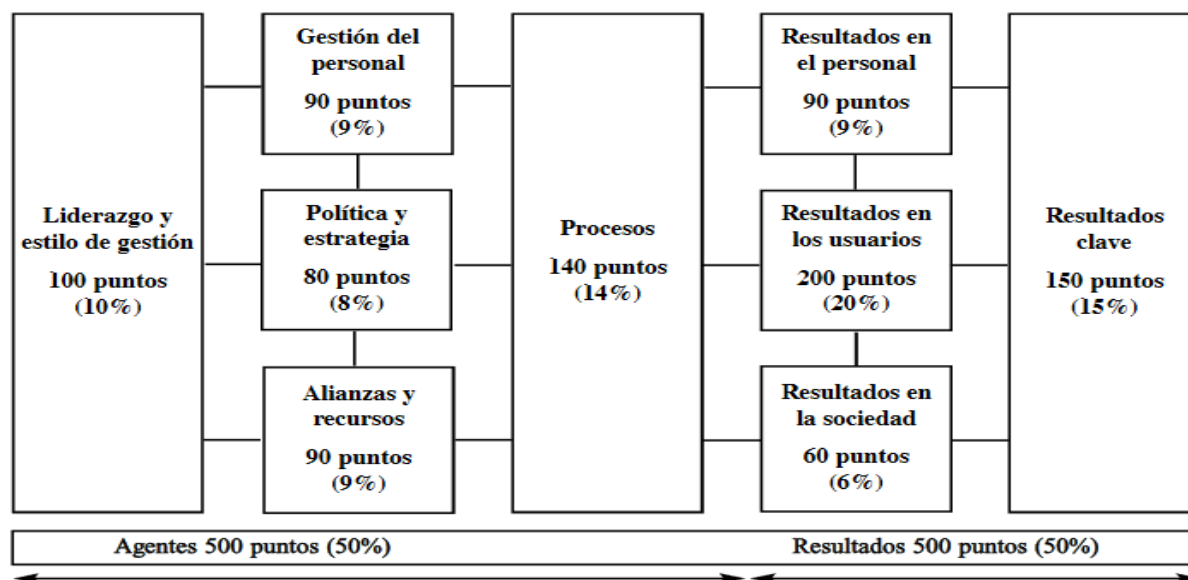 Liderazgo y
estilo de gestión
100 puntos
(10%)
Gestión del
personal
90 puntos
(9%)
Política y
estrategia
80 puntos
(8%)
Alianzas y
recursos
90 puntos
(9%)
Procesos
140 puntos
(14%)
Resultados en
el personal
90 puntos
(9%)
Resultados en
los usuarios
200 puntos
(20%)
Resultados en
la sociedad
60 puntos
(6%)
Resultados
clave
150 puntos
(15%)
Agentes 500 puntos (50%)
Resultados 500 puntos (50%)